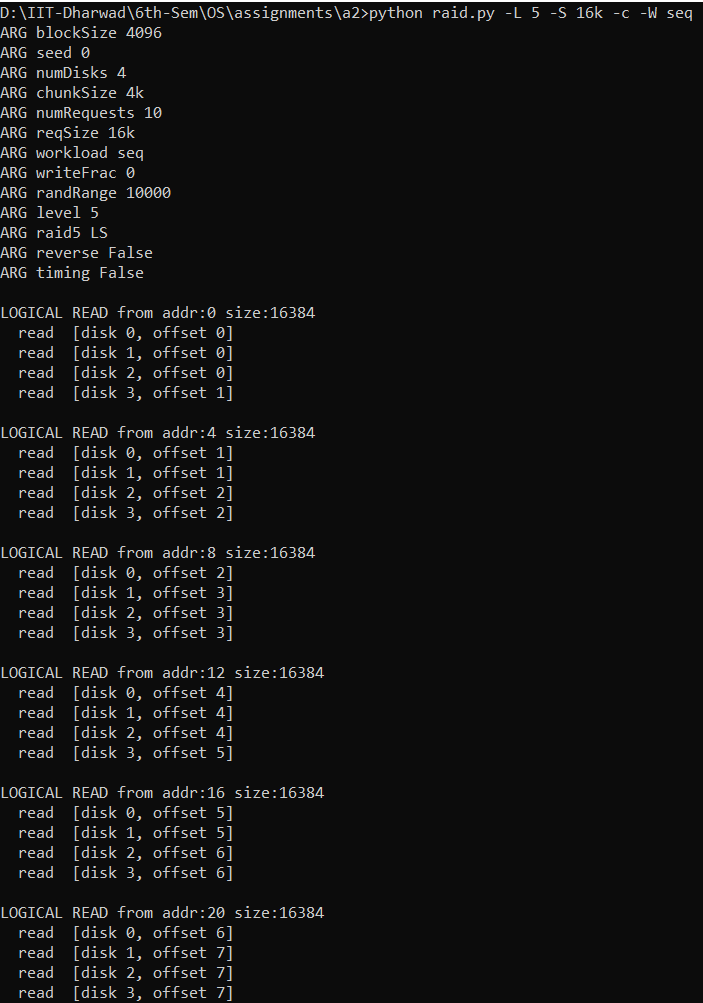 D:\IIT-Dharwad\6th-Sem\OS\assignments\a2>python raid.py -L 5 -S 16k -c -W seq
ARG blockSize 4096
ARG seed 0
ARG numDisks 4
ARG chunkSize 4k
ARG numRequests 10
ARG reqSize 16k
ARG workload seq
ARG writeFrac 0
ARG randRange 10000
ARG level 5
ARG raid5 LS
ARG reverse False
ARG timing False

LOGICAL READ from addr:0 size:16384
  read  [disk 0, offset 0]
  read  [disk 1, offset 0]
  read  [disk 2, offset 0]
  read  [disk 3, offset 1]

LOGICAL READ from addr:4 size:16384
  read  [disk 0, offset 1]
  read  [disk 1, offset 1]
  read  [disk 2, offset 2]
  read  [disk 3, offset 2]

LOGICAL READ from addr:8 size:16384
  read  [disk 0, offset 2]
  read  [disk 1, offset 3]
  read  [disk 2, offset 3]
  read  [disk 3, offset 3]

LOGICAL READ from addr:12 size:16384
  read  [disk 0, offset 4]
  read  [disk 1, offset 4]
  read  [disk 2, offset 4]
  read  [disk 3, offset 5]

LOGICAL READ from addr:16 size:16384
  read  [disk 0, offset 5]
  read  [disk 1, offset 5]
  read  [disk 2, offset 6]
  read  [disk 3, offset 6]

LOGICAL READ from addr:20 size:16384
  read  [disk 0, offset 6]
  read  [disk 1, offset 7]
  read  [disk 2, offset 7]
  read  [disk 3, offset 7]